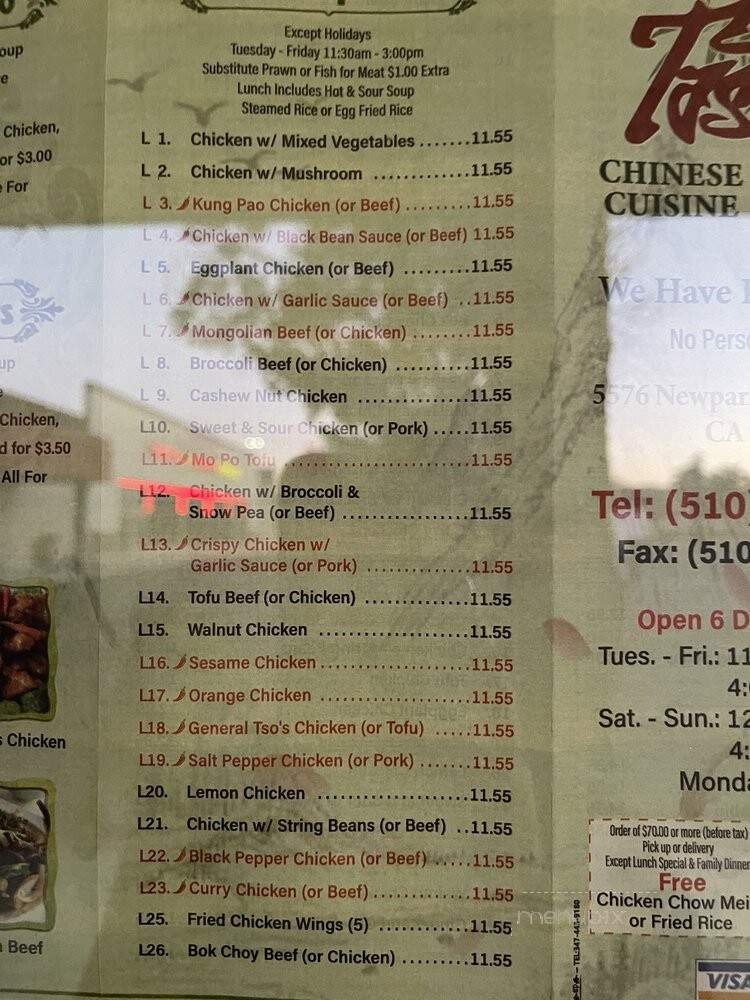 oup
e
Chicken,
or $3.00
e For
s
up
e
Chicken,
d for $3.50
All For
s Chicken
Beef
Except Holidays
Tuesday - Friday 11:30am - 3:00pm
Substitute Prawn or Fish for Meat $1.00 Extra
Lunch Includes Hot & Sour Soup
Steamed Rice or Egg Fried Rice
L 1. Chicken w/ Mixed Vegetables .......11.55
L 2. Chicken w/ Mushroom ............11.55
L 3. Kung Pao Chicken (or Beef) .........11.55
L 4. Chicken w/ Black Bean Sauce (or Beef) 11.55
L 5. Eggplant Chicken (or Beef) .........11.55
L 6. Chicken w/ Garlic Sauce (or Beef) ..11.55
L 7. Mongolian Beef (or Chicken) ........11.55
L 8. Broccoli Beef (or Chicken) ..........11.55
L 9. Cashew Nut Chicken ...............11.55
L10. Sweet & Sour Chicken (or Pork) .....11.55
L11. Mo Po Tofu .........................11.55
L12. Chicken w/ Broccoli &
Snow Pea (or Beef) .................11.55
L13. Crispy Chicken w/
Garlic Sauce (or Pork) ..............11.55
L14. Tofu Beef (or Chicken) ..............11.55
L15. Walnut Chicken ....................11.55
L16. Sesame Chicken....................11.55
L17. Orange Chicken ....................11.55
L18. General Tso's Chicken (or Tofu) .....11.55
L19. Salt Pepper Chicken (or Pork) .......11.55
L20. Lemon Chicken ....................11.55
L21. Chicken w/ String Beans (or Beef) ..11.55
L22. Black Pepper Chicken (or Beef) .....11.55
L23. Curry Chicken (or Beef) .............11.55
L25. Fried Chicken Wings (5) ............11.55
L26. Bok Choy Beef (or Chicken) .........11.55
Tas
CHINESE
CUISINE
We Have
No Perso
5576 Newpar
CA
Tel: (510)
Fax: (510
Open 6 D
Tues. - Fri.: 11
4:
Sat. - Sun.: 12
4:
Monda
Order of $70.00 or more (before tax)
Pick up or delivery
Except Lunch Special & Family Dinner
Free
Chicken Chow Mei
or Fried Rice
VISA